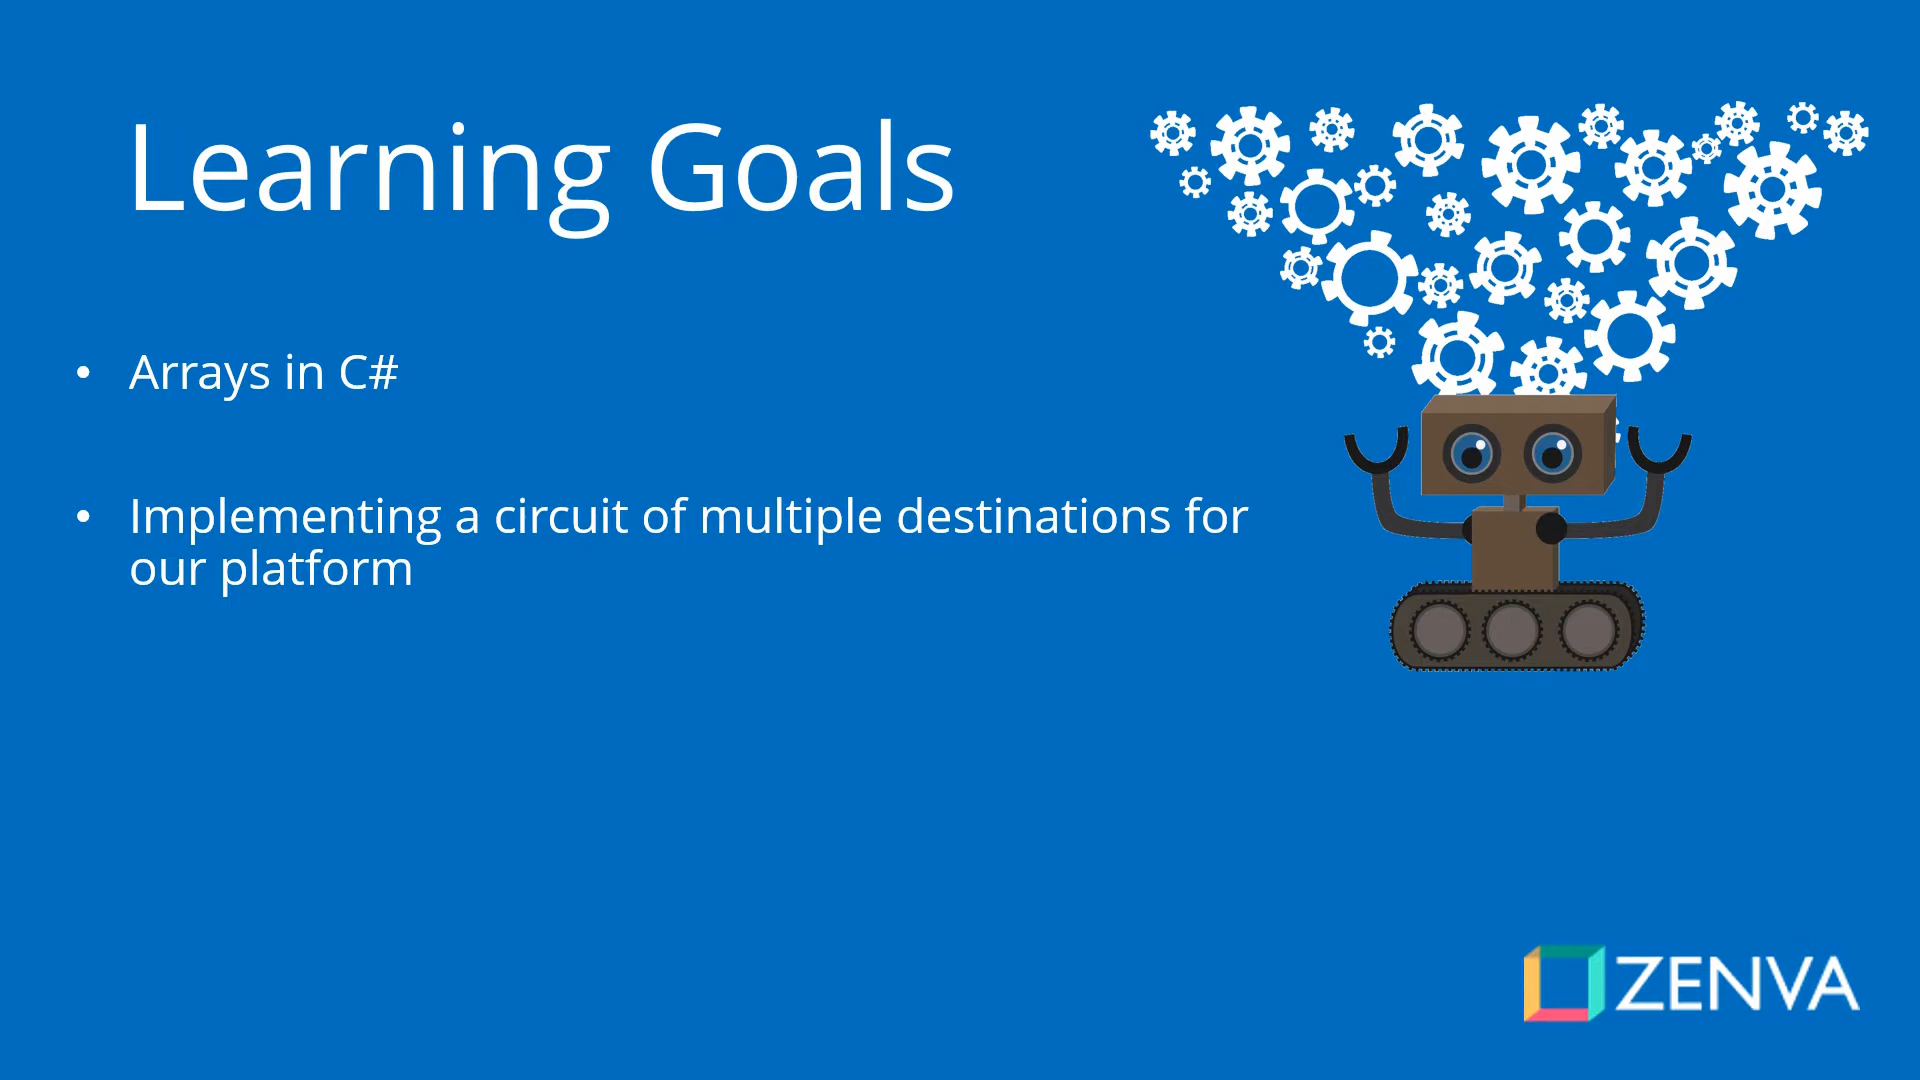 Learning Goals
• Arrays in C#
• Implementing a circuit of multiple destinations for
our platform
ZENVA